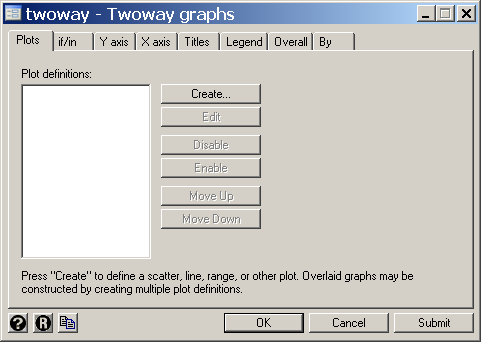 twoway - Twoway graphs
Plots if/in Y axis X axis Titles Legend Overall By
Plot definitions:
Create...
Edit
Disable
Enable
Move Up
Move Down
Press "Create" to define a scatter, line, range, or other plot. Overlaid graphs may be
constructed by creating multiple plot definitions.
? R OK Cancel Submit